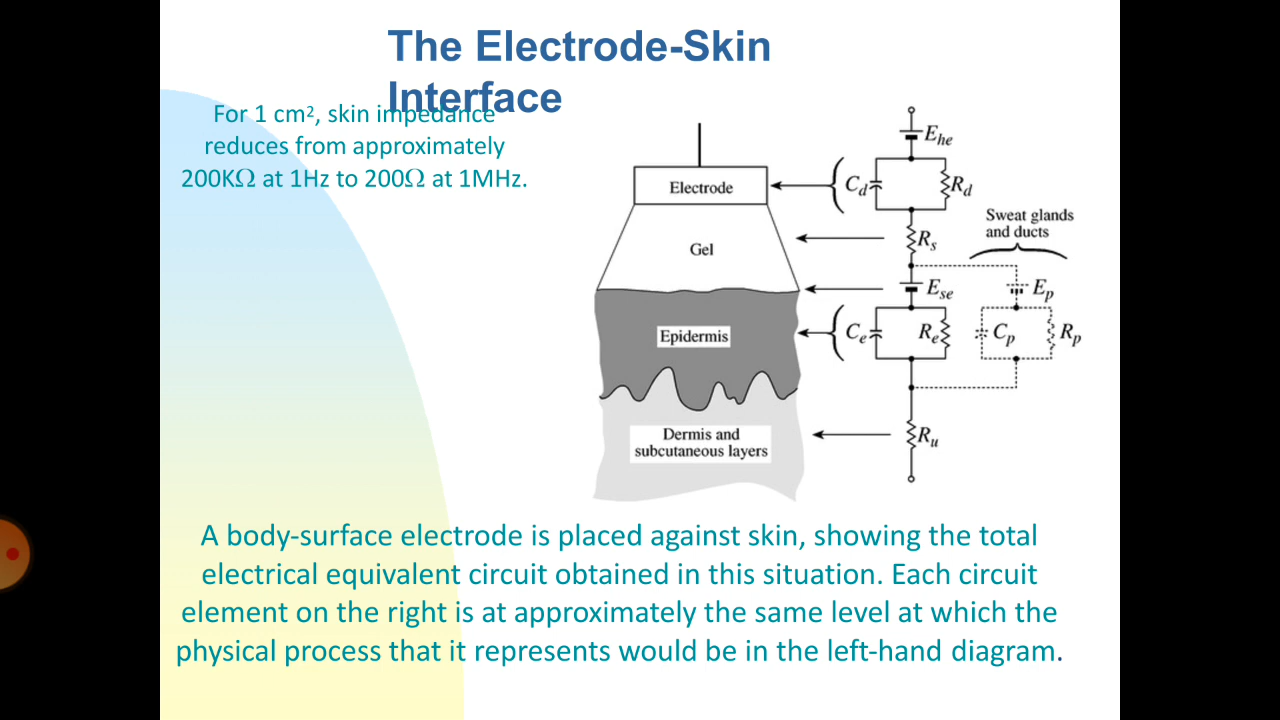 The Electrode-Skin
Interface
For 1 cm², skin impedance
reduces from approximately
200KΩ at 1Hz to 200Ω at 1MHz.
Electrode
Gel
Epidermis
Dermis and
subcutaneous layers
E_he
C_d
R_d
Sweat glands
and ducts
R_s
E_se
E_p
C_e
R_e
C_p
R_p
R_u
A body-surface electrode is placed against skin, showing the total
electrical equivalent circuit obtained in this situation. Each circuit
element on the right is at approximately the same level at which the
physical process that it represents would be in the left-hand diagram.